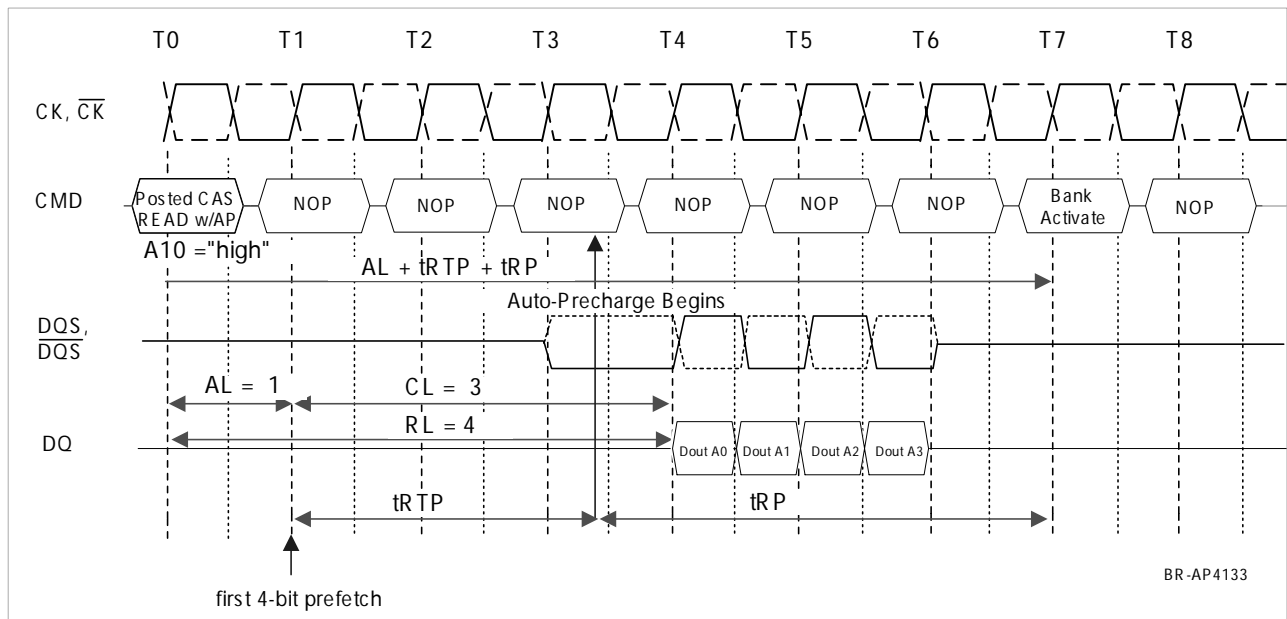 T0 T1 T2 T3 T4 T5 T6 T7 T8
CK, CK
CMD
Posted CAS
READ w/AP
NOP NOP NOP NOP NOP NOP
Bank
Activate
NOP
A10 ="high"
AL + tRTP + tRP
Auto-Precharge Begins
DQS,
DQS
AL = 1
CL = 3
RL = 4
DQ
Dout A0 Dout A1 Dout A2 Dout A3
tRTP
tRP
BR-AP4133
first 4-bit prefetch